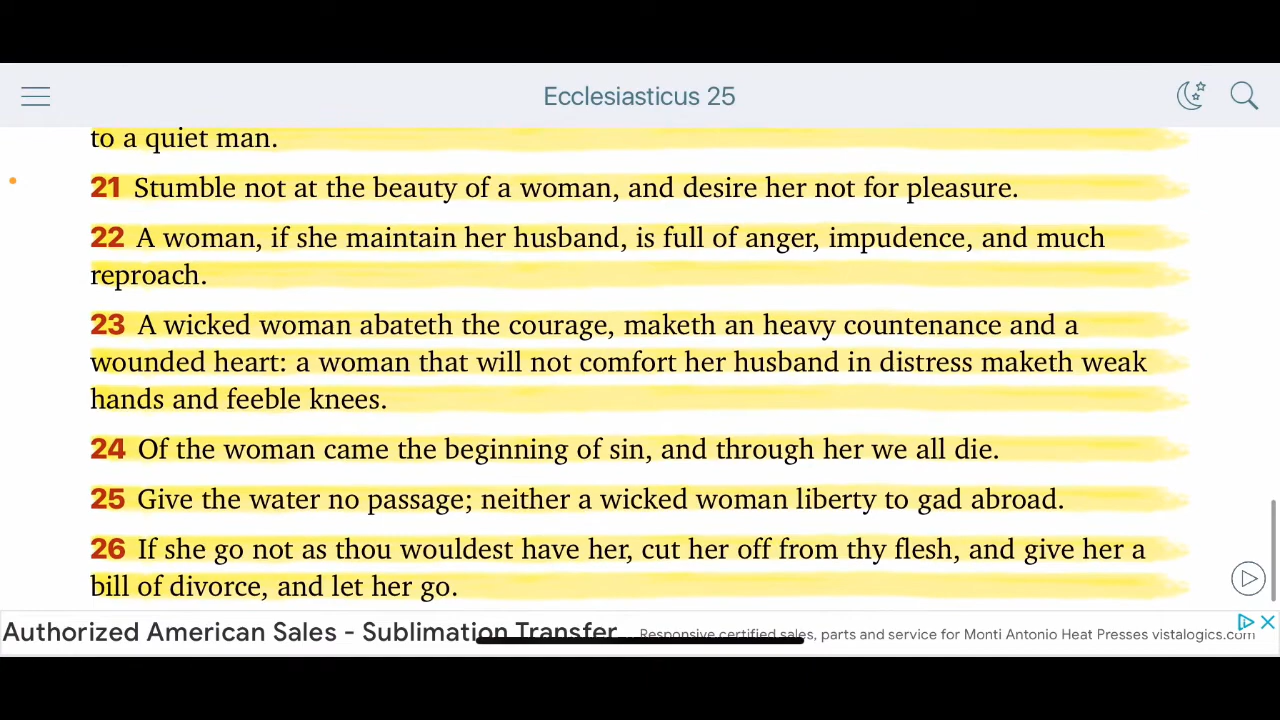 Ecclesiasticus 25
to a quiet man.
21 Stumble not at the beauty of a woman, and desire her not for pleasure.
22 A woman, if she maintain her husband, is full of anger, impudence, and much
reproach.
23 A wicked woman abateth the courage, maketh an heavy countenance and a
wounded heart: a woman that will not comfort her husband in distress maketh weak
hands and feeble knees.
24 Of the woman came the beginning of sin, and through her we all die.
25 Give the water no passage; neither a wicked woman liberty to gad abroad.
26 If she go not as thou wouldest have her, cut her off from thy flesh, and give her a
bill of divorce, and let her go.
Authorized American Sales - Sublimation Transfer... Responsive certified sales, parts and service for Monti Antonio Heat Presses vistalogics.com